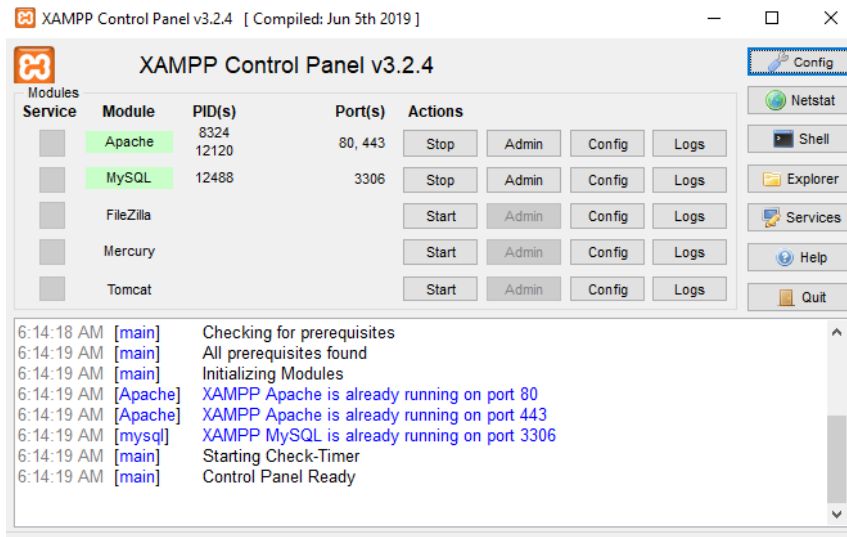 XAMPP Control Panel v3.2.4 [ Compiled: Jun 5th 2019 ]
XAMPP Control Panel v3.2.4
Config
Modules
Service Module PID(s) Port(s) Actions
Netstat
Apache 8324 12120 80, 443 Stop Admin Config Logs
Shell
MySQL 12488 3306 Stop Admin Config Logs
Explorer
FileZilla Start Admin Config Logs
Services
Mercury Start Admin Config Logs
Help
Tomcat Start Admin Config Logs
Quit
6:14:18 AM [main] Checking for prerequisites
6:14:19 AM [main] All prerequisites found
6:14:19 AM [main] Initializing Modules
6:14:19 AM [Apache] XAMPP Apache is already running on port 80
6:14:19 AM [Apache] XAMPP Apache is already running on port 443
6:14:19 AM [mysql] XAMPP MySQL is already running on port 3306
6:14:19 AM [main] Starting Check-Timer
6:14:19 AM [main] Control Panel Ready